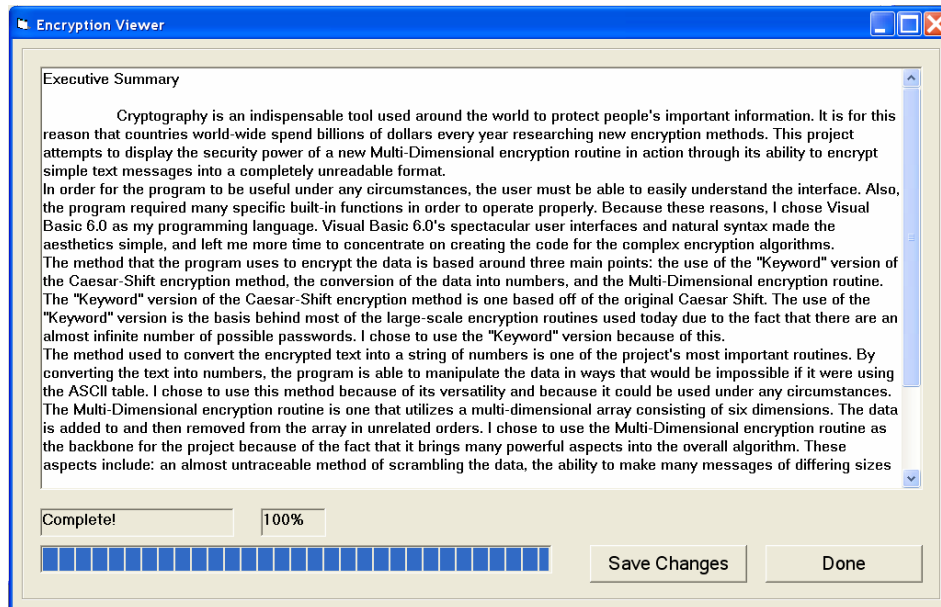 Encryption Viewer
Executive Summary
Cryptography is an indispensable tool used around the world to protect people's important information. It is for this
reason that countries world-wide spend billions of dollars every year researching new encryption methods. This project
attempts to display the security power of a new Multi-Dimensional encryption routine in action through its ability to encrypt
simple text messages into a completely unreadable format.
In order for the program to be useful under any circumstances, the user must be able to easily understand the interface. Also,
the program required many specific built-in functions in order to operate properly. Because these reasons, I chose Visual
Basic 6.0 as my programming language. Visual Basic 6.0's spectacular user interfaces and natural syntax made the
aesthetics simple, and left me more time to concentrate on creating the code for the complex encryption algorithms.
The method that the program uses to encrypt the data is based around three main points: the use of the "Keyword" version of
the Caesar-Shift encryption method, the conversion of the data into numbers, and the Multi-Dimensional encryption routine.
The "Keyword" version of the Caesar-Shift encryption method is one based off of the original Caesar Shift. The use of the
"Keyword" version is the basis behind most of the large-scale encryption routines used today due to the fact that there are an
almost infinite number of possible passwords. I chose to use the "Keyword" version because of this.
The method used to convert the encrypted text into a string of numbers is one of the project's most important routines. By
converting the text into numbers, the program is able to manipulate the data in ways that would be impossible if it were using
the ASCII table. I chose to use this method because of its versatility and because it could be used under any circumstances.
The Multi-Dimensional encryption routine is one that utilizes a multi-dimensional array consisting of six dimensions. The data
is added to and then removed from the array in unrelated orders. I chose to use the Multi-Dimensional encryption routine as
the backbone for the project because of the fact that it brings many powerful aspects into the overall algorithm. These
aspects include: an almost untraceable method of scrambling the data, the ability to make many messages of differing sizes
Complete! 100%
Save Changes Done